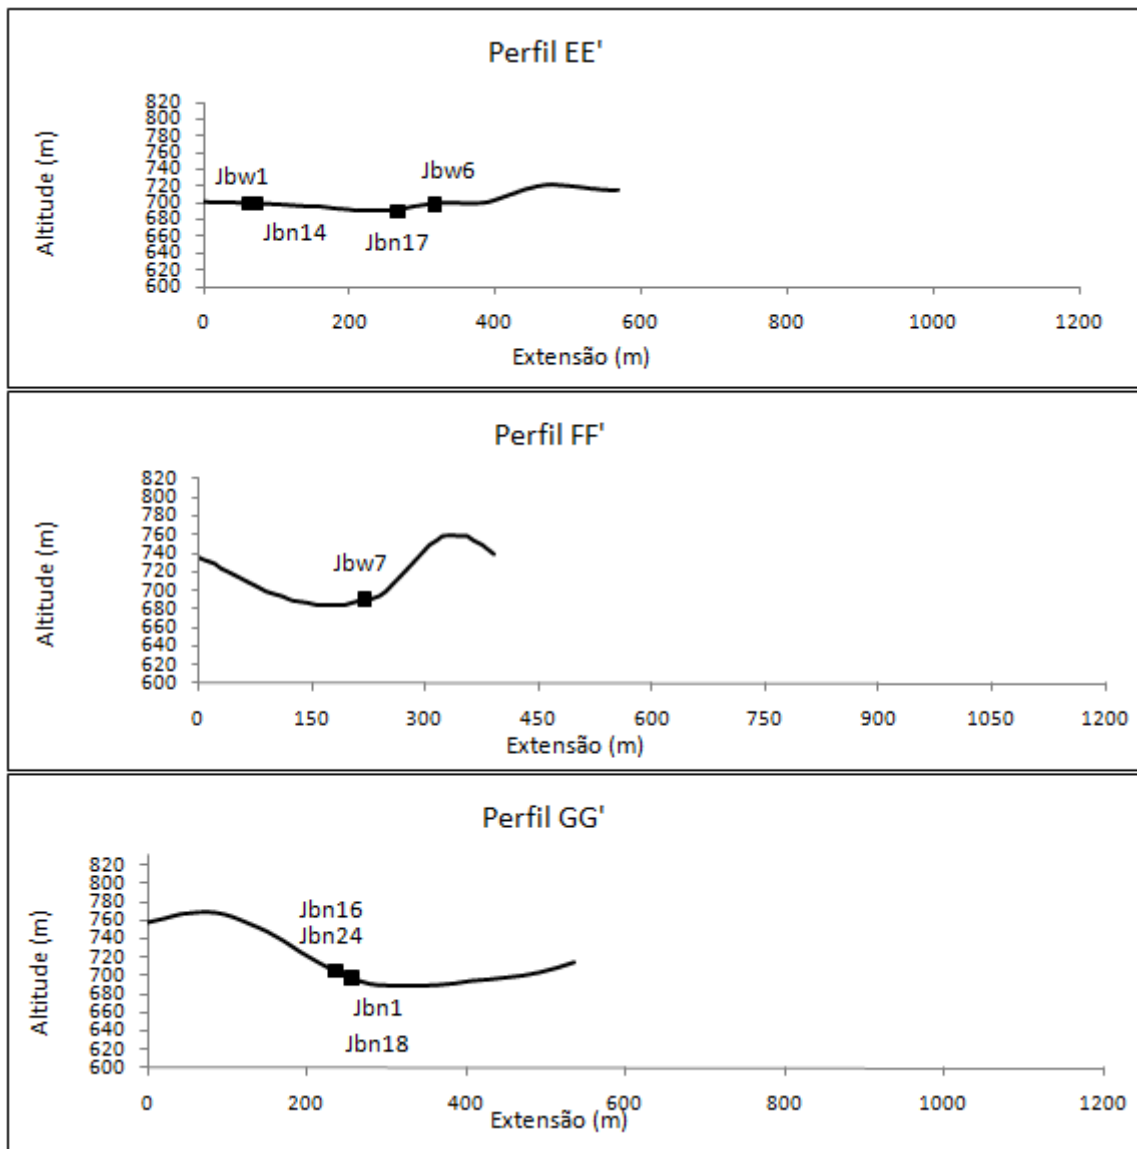 Perfil EE'
820
800
780
760
740
720
700
680
660
640
620
600
Altitude (m)
Jbw1
Jbw6
Jbn14
Jbn17
0 200 400 600 800 1000 1200
Extensão (m)
Perfil FF'
820
800
780
760
740
720
700
680
660
640
620
600
Altitude (m)
Jbw7
0 150 300 450 600 750 900 1050 1200
Extensão (m)
Perfil GG'
820
800
780
760
740
720
700
680
660
640
620
600
Altitude (m)
Jbn16
Jbn24
Jbn1
Jbn18
0 200 400 600 800 1000 1200
Extensão (m)